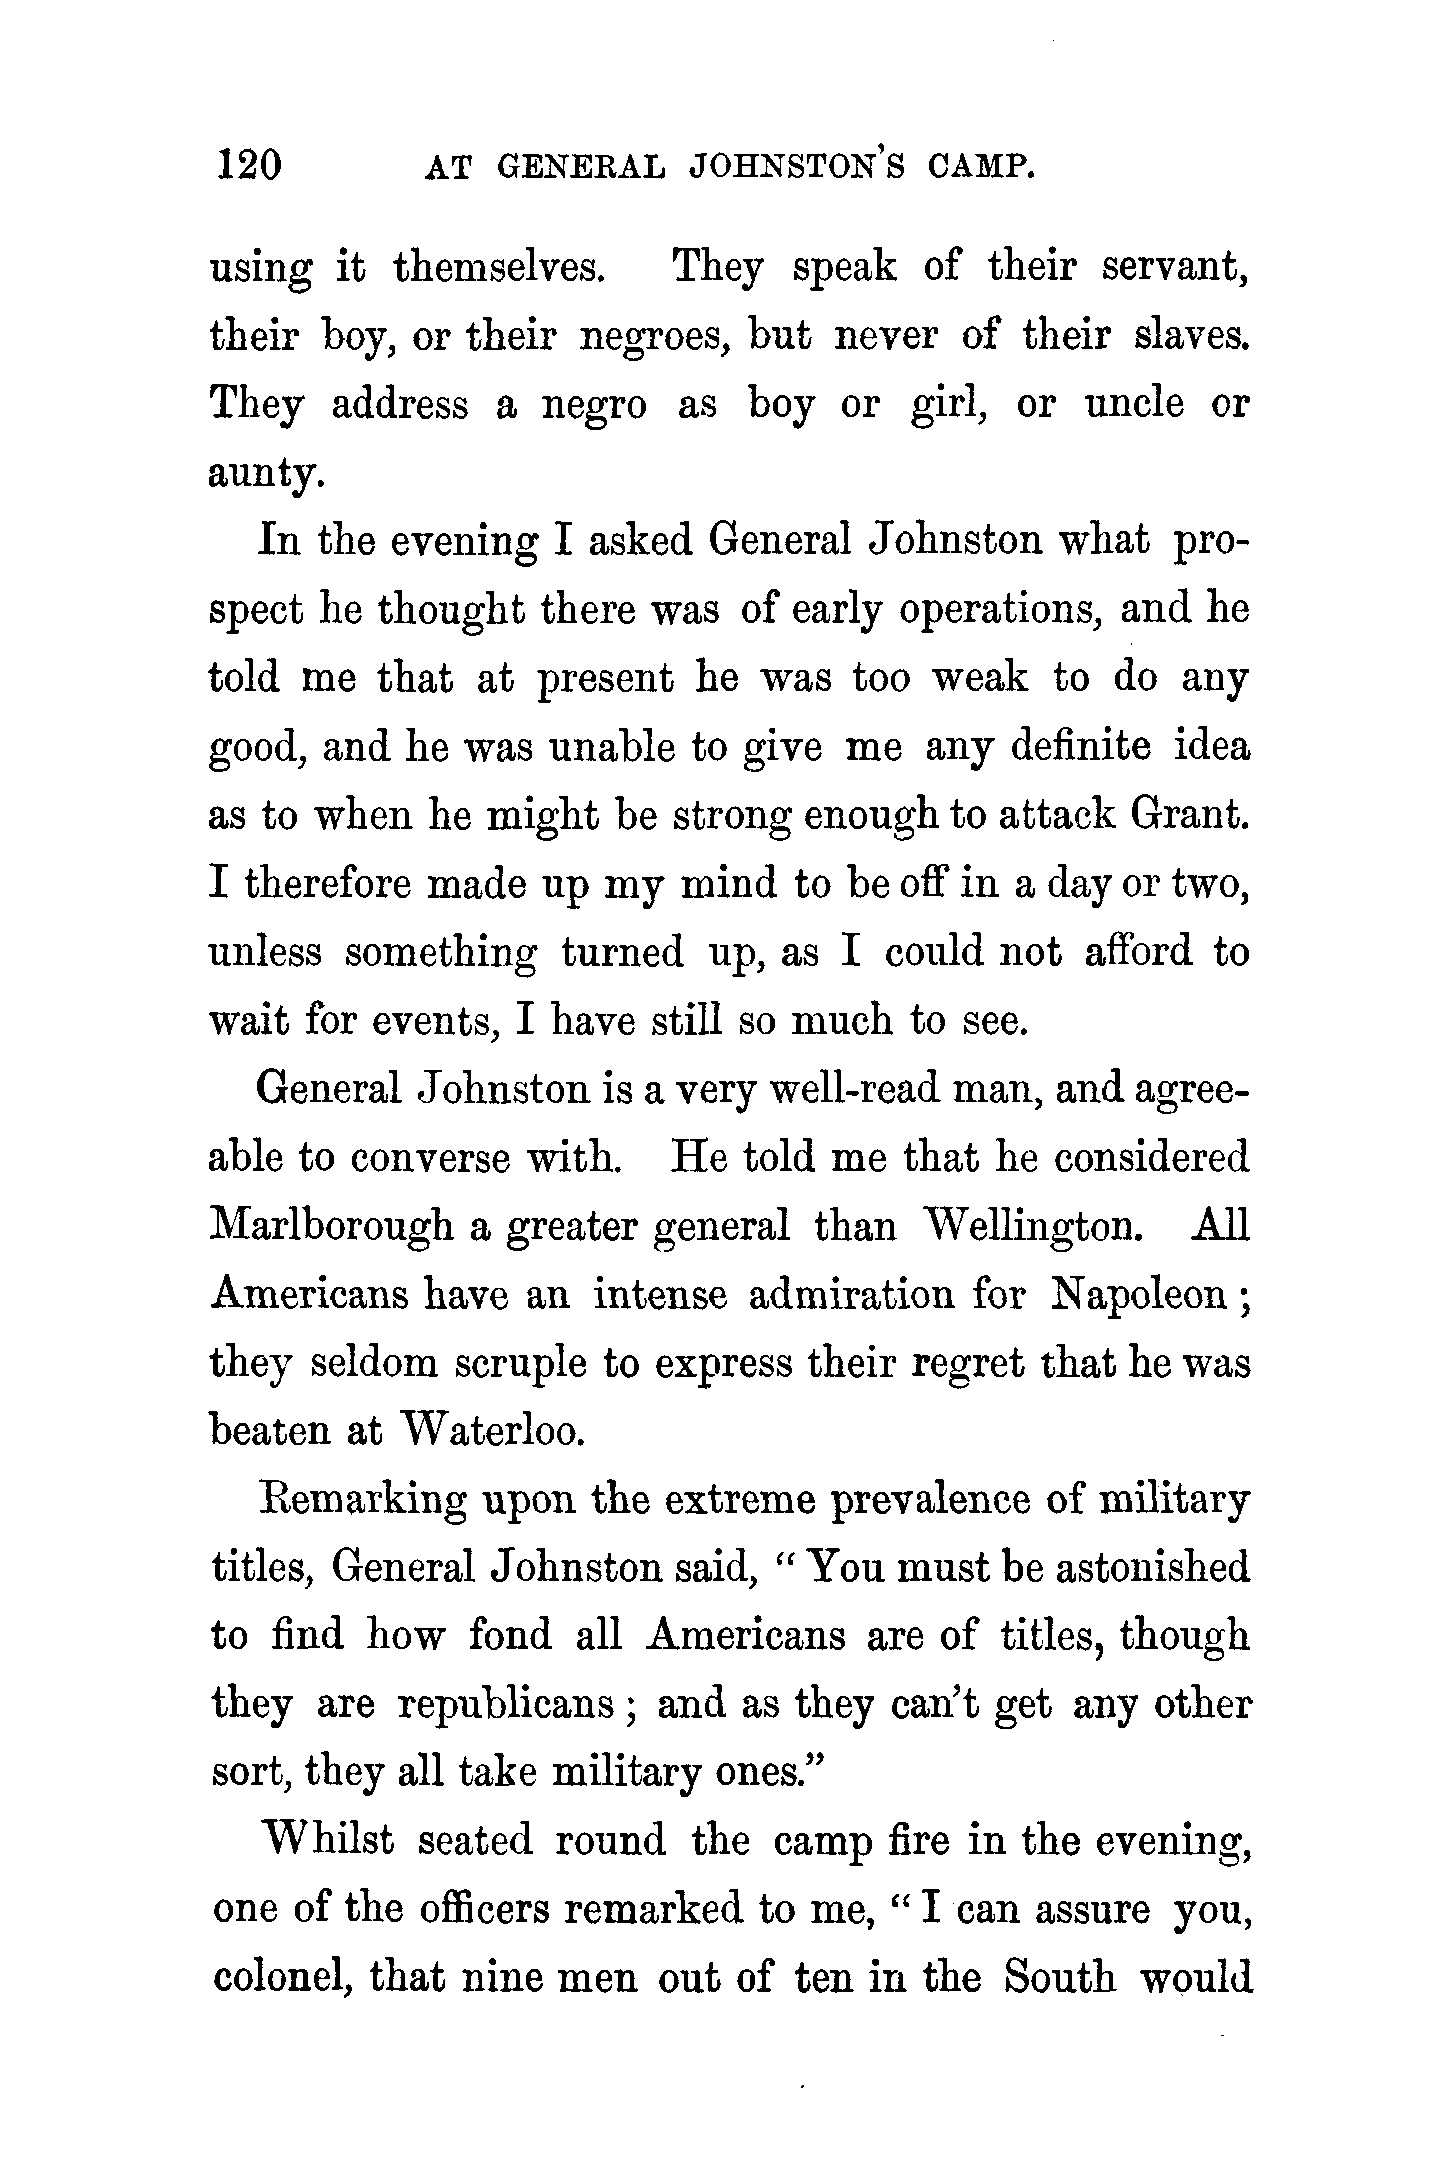 120 AT GENERAL JOHNSTON'S CAMP.
using it themselves. They speak of their servant,
their boy, or their negroes, but never of their slaves.
They address a negro as boy or girl, or uncle or
aunty.
In the evening I asked General Johnston what pro-
spect he thought there was of early operations, and he
told me that at present he was too weak to do any
good, and he was unable to give me any definite idea
as to when he might be strong enough to attack Grant.
I therefore made up my mind to be off in a day or two,
unless something turned up, as I could not afford to
wait for events, I have still so much to see.
General Johnston is a very well-read man, and agree-
able to converse with. He told me that he considered
Marlborough a greater general than Wellington. All
Americans have an intense admiration for Napoleon ;
they seldom scruple to express their regret that he was
beaten at Waterloo.
Remarking upon the extreme prevalence of military
titles, General Johnston said, “ You must be astonished
to find how fond all Americans are of titles, though
they are republicans ; and as they can’t get any other
sort, they all take military ones.”
Whilst seated round the camp fire in the evening,
one of the officers remarked to me, “ I can assure you,
colonel, that nine men out of ten in the South would